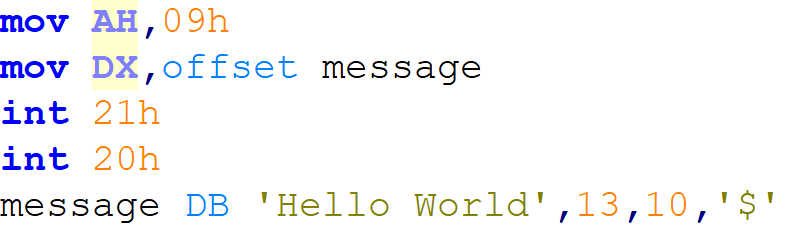 mov AH,09h
mov DX,offset message
int 21h
int 20h
message DB 'Hello World',13,10,'$'